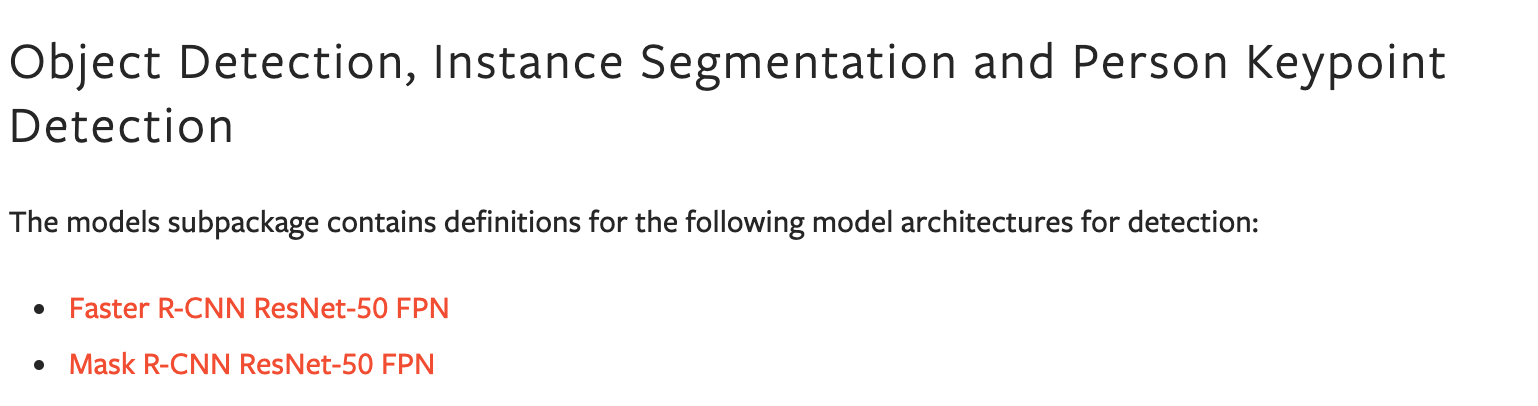 Object Detection, Instance Segmentation and Person Keypoint
Detection
The models subpackage contains definitions for the following model architectures for detection:
• Faster R-CNN ResNet-50 FPN
• Mask R-CNN ResNet-50 FPN